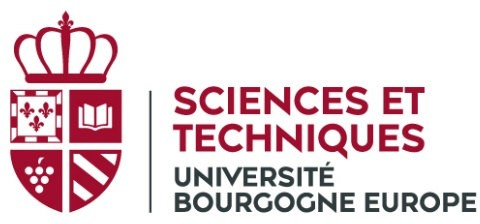 SCIENCES ET
TECHNIQUES
UNIVERSITÉ
BOURGOGNE EUROPE